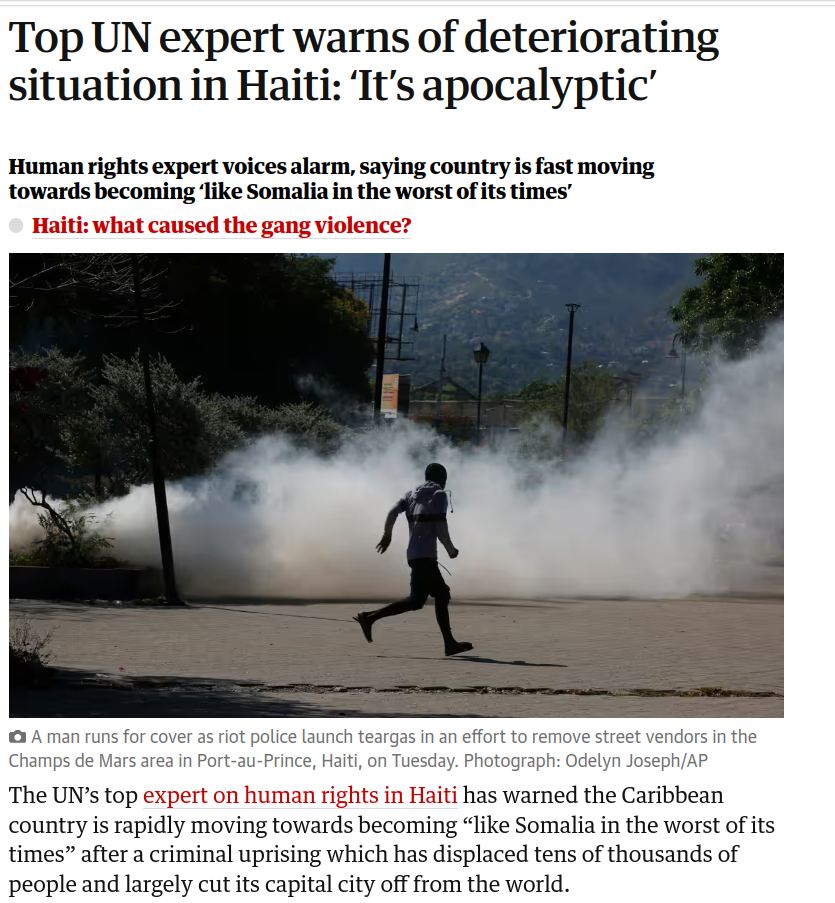 Top UN expert warns of deteriorating
situation in Haiti: ‘It’s apocalyptic’
Human rights expert voices alarm, saying country is fast moving
towards becoming ‘like Somalia in the worst of its times’
Haiti: what caused the gang violence?
A man runs for cover as riot police launch teargas in an effort to remove street vendors in the
Champs de Mars area in Port-au-Prince, Haiti, on Tuesday. Photograph: Odelyn Joseph/AP
The UN’s top expert on human rights in Haiti has warned the Caribbean
country is rapidly moving towards becoming “like Somalia in the worst of its
times” after a criminal uprising which has displaced tens of thousands of
people and largely cut its capital city off from the world.